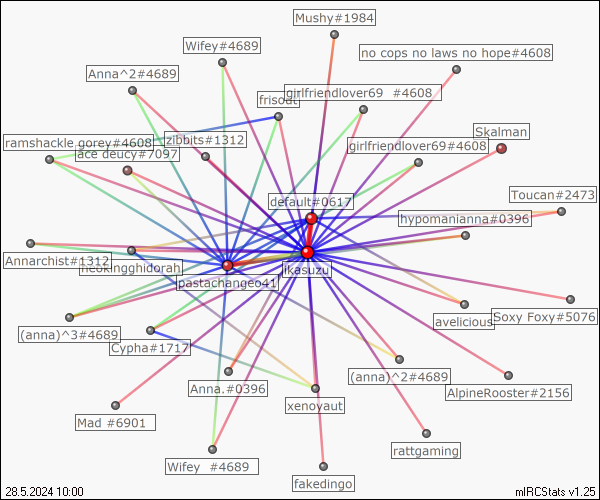 Mushy#1984
Wifey#4689
no cops no laws no hope#4608
Anna^2#4689
girlfriendlover69 #4608
frisout
Skalman
ramshackle gorey#4608
zibbits#1312
girlfriendlover69#4608
ace deucy#7097
Toucan#2473
default#0617
hypomanianna#0396
Annarchist#1312
neokingghidorah
ikasuzu
pastachangeo41
Soxy Foxy#5076
avelicious
(anna)^3#4689
Cypha#1717
(anna)^2#4689
Anna.#0396
AlpineRooster#2156
xenoyaut
Mad #6901
rattgaming
Wifey #4689
fakedingo
28.5.2024 10:00
mIRCStats v1.25